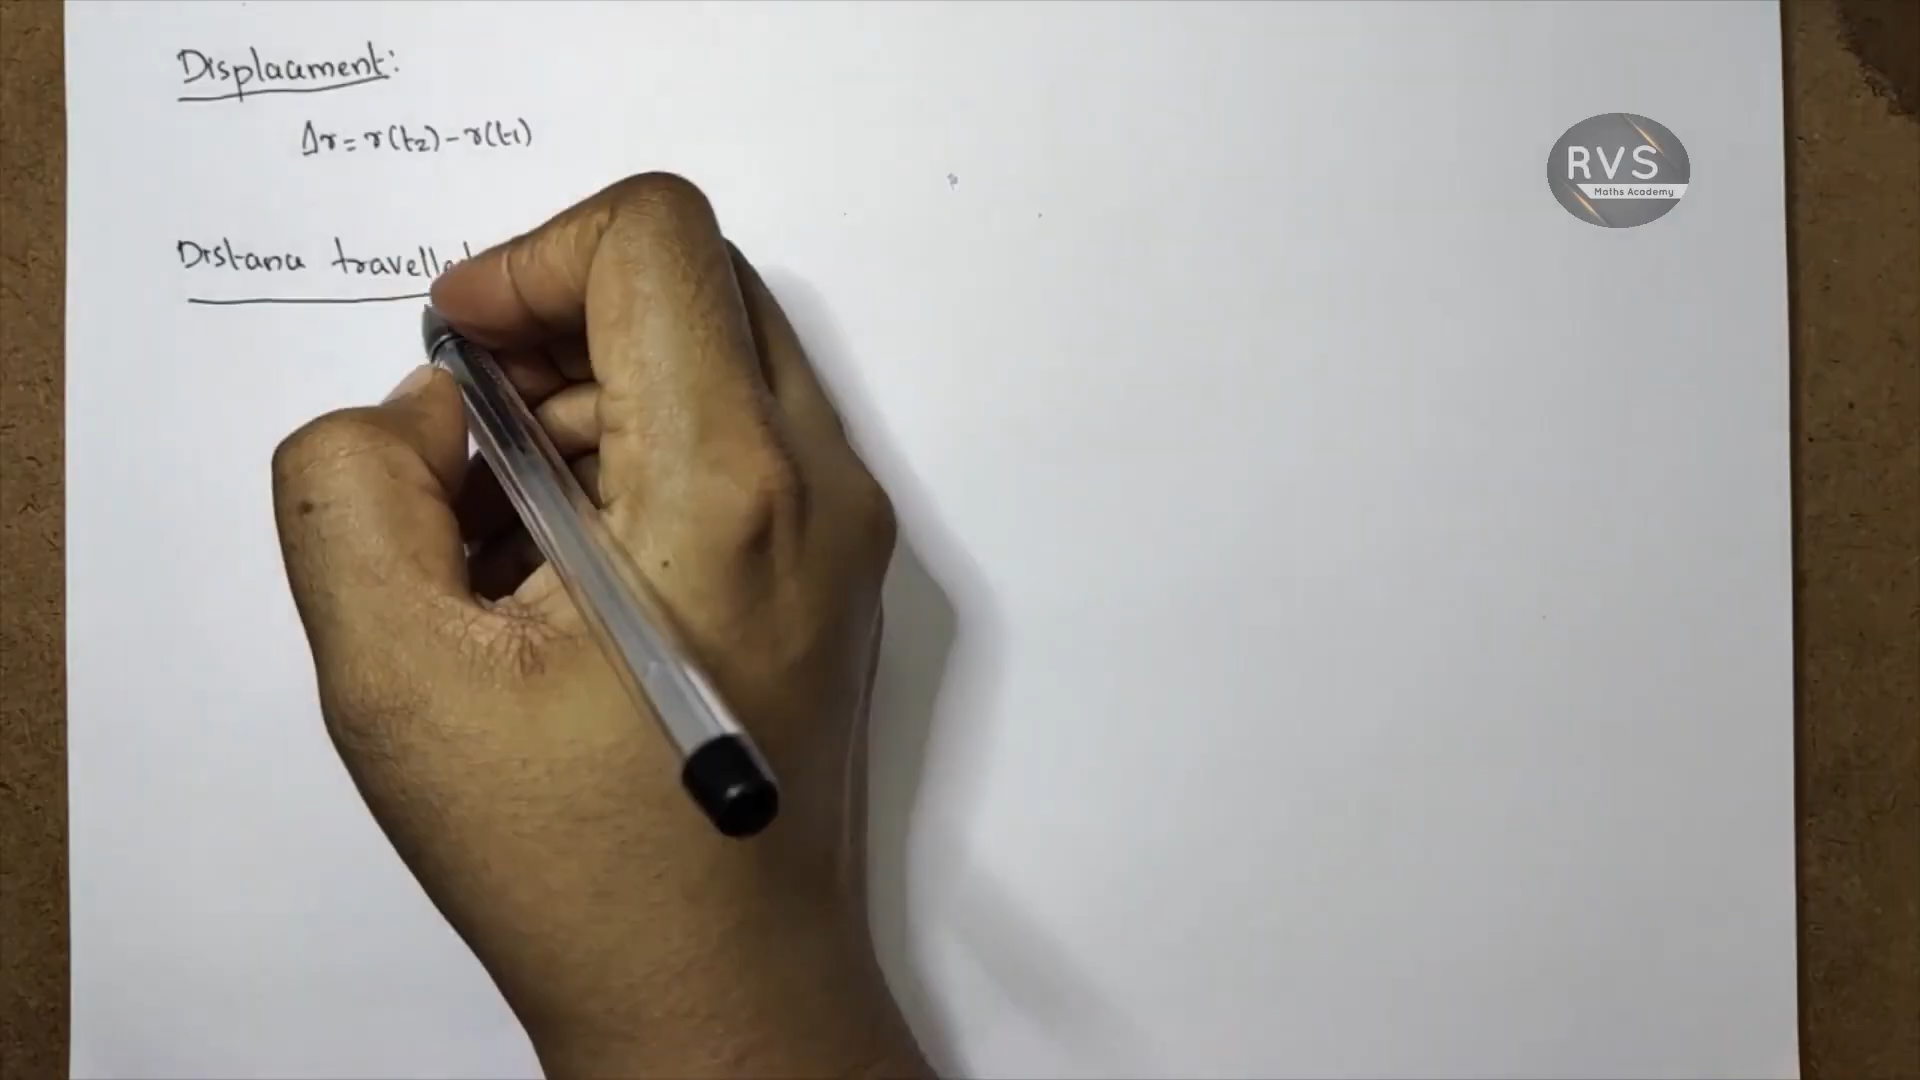 Displacement:
Δr = r(t2) - r(t1)
Distance travelled
RVS
Maths Academy